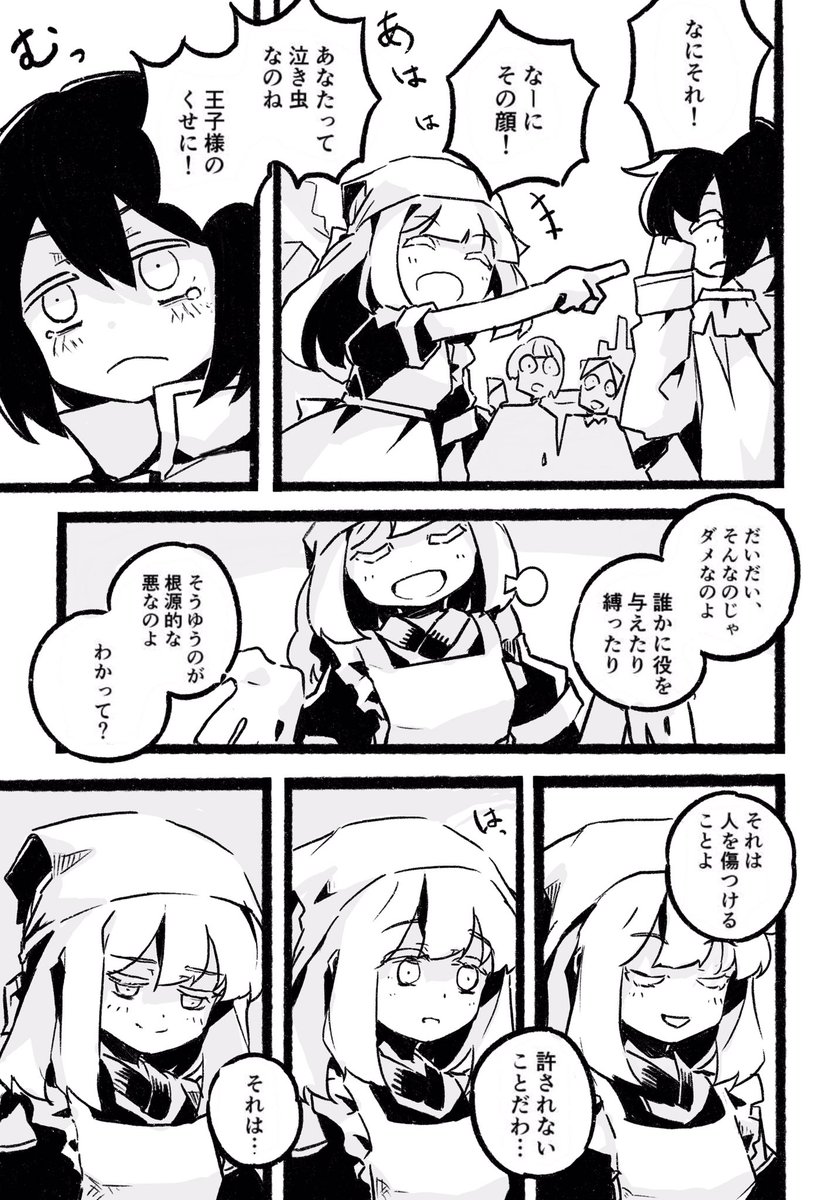 なにそれ！
なーに
その顔！
あはは
は
あなたって
泣き虫
なのね
王子様の
くせに！
むっ
だいだい、
そんなのじゃ
ダメなのよ
誰かに役を
与えたり
縛ったり
そうゆうのが
根源的な
悪なのよ
わかって？
それは
人を傷つける
ことよ
はっ
許されない
ことだわ…
それは…